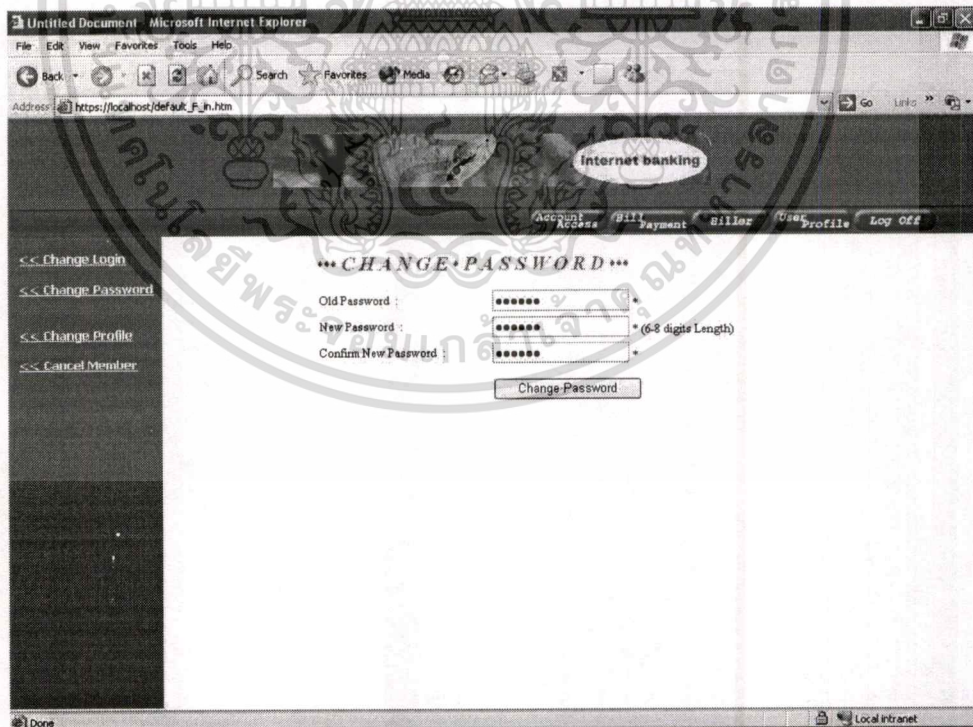 Untitled Document - Microsoft Internet Explorer
File Edit View Favorites Tools Help
Back Search Favorites Media
Address https://localhost/default_F_in.htm Go Links »
Internet banking
Account Access Bill Payment Biller User Profile Log Off
<< Change Login
<< Change Password
<< Change Profile
<< Cancel Member
••• CHANGE • PASSWORD •••
Old Password : •••••• *
New Password : •••••• * (6-8 digits Length)
Confirm New Password : •••••• *
Change Password
Done Local intranet